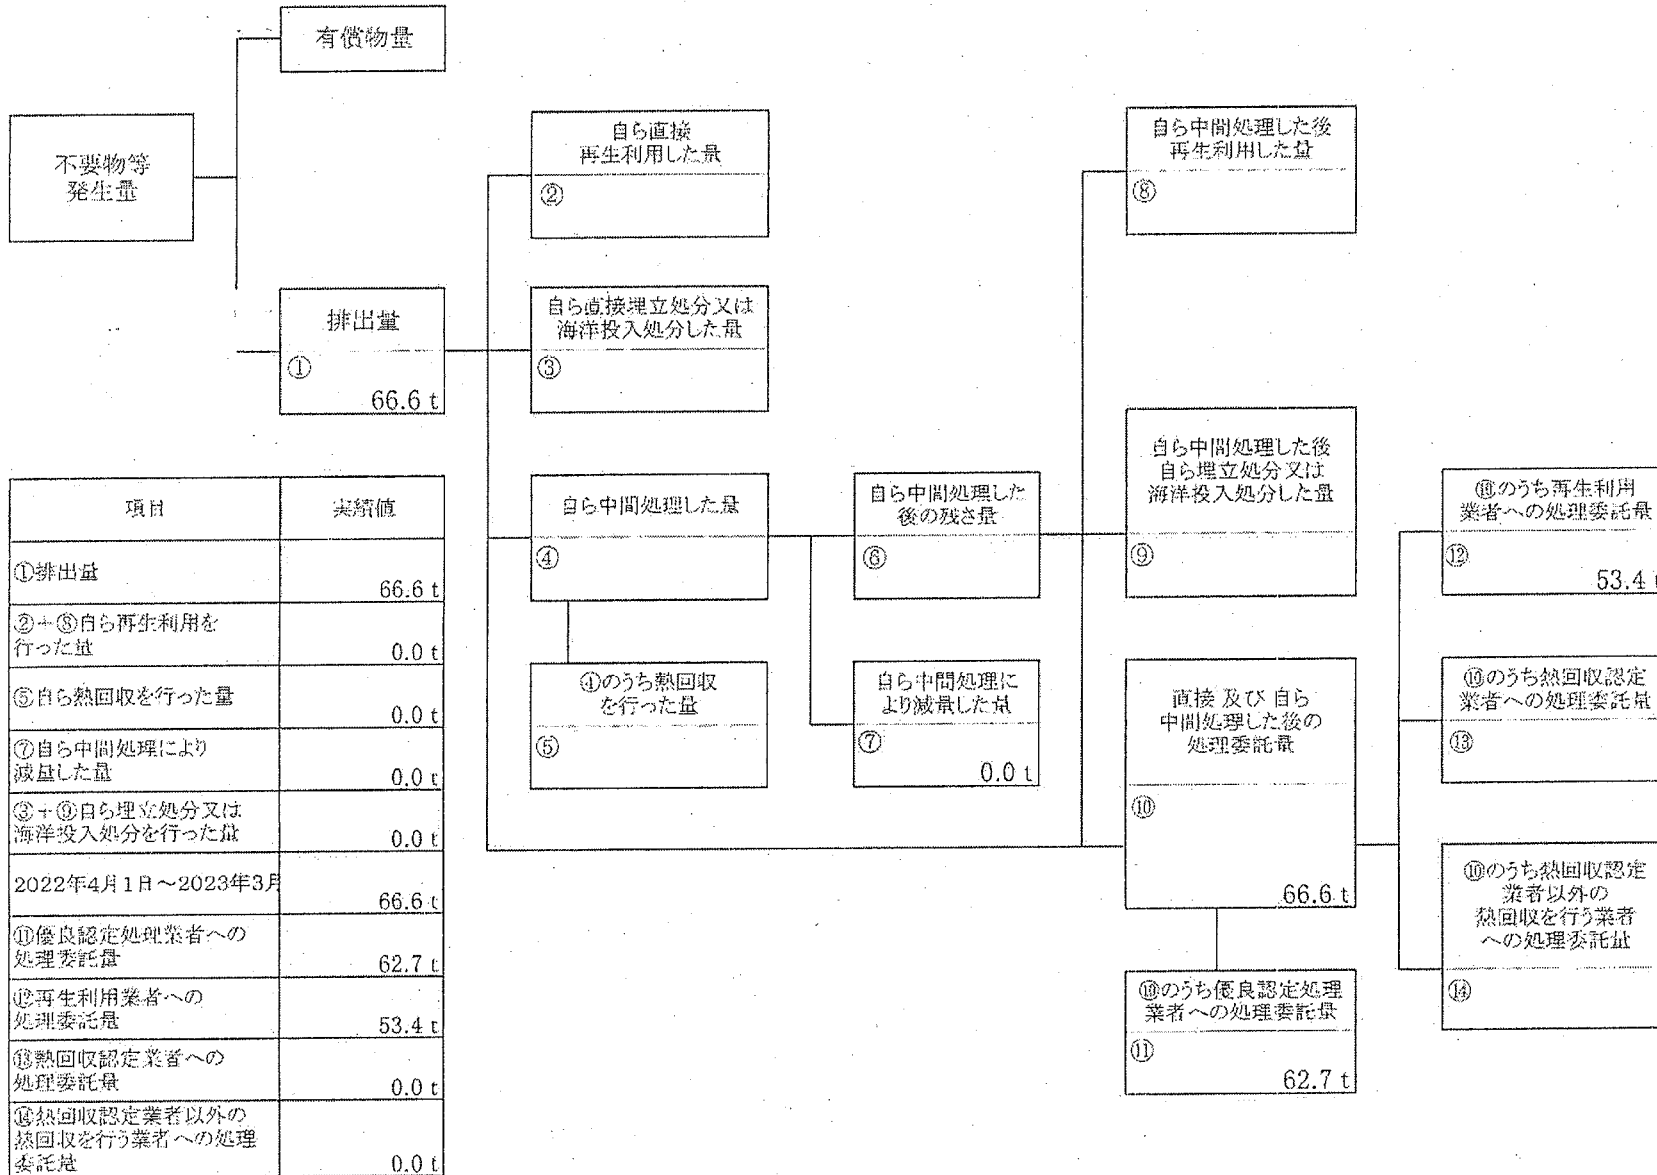 有償物量
不要物等
発生量
排出量
①
66.6 t
自ら直接
再生利用した量
②
自ら直接埋立処分又は
海洋投入処分した量
③
自ら中間処理した量
④
④のうち熱回収
を行った量
⑤
自ら中間処理した
後の残さ量
⑥
自ら中間処理に
より減量した量
⑦
0.0 t
自ら中間処理した後
再生利用した量
⑧
自ら中間処理した後
自ら埋立処分又は
海洋投入処分した量
⑨
直接 及び 自ら
中間処理した後の
処理委託量
⑩
66.6 t
⑩のうち優良認定処理
業者への処理委託量
⑪
62.7 t
⑩のうち再生利用
業者への処理委託量
⑫
53.4 t
⑩のうち熱回収認定
業者への処理委託量
⑬
⑩のうち熱回収認定
業者以外の
熱回収を行う業者
への処理委託量
⑭
項目 実績値
①排出量
66.6 t
②+⑧自ら再生利用を
行った量
0.0 t
⑤自ら熱回収を行った量
0.0 t
⑦自ら中間処理により
減量した量
0.0 t
③+⑨自ら埋立処分又は
海洋投入処分を行った量
0.0 t
2022年4月1日~2023年3月
66.6 t
⑪優良認定処理業者への
処理委託量
62.7 t
⑫再生利用業者への
処理委託量
53.4 t
⑬熱回収認定業者への
処理委託量
0.0 t
⑭熱回収認定業者以外の
熱回収を行う業者への処理
委託量
0.0 t